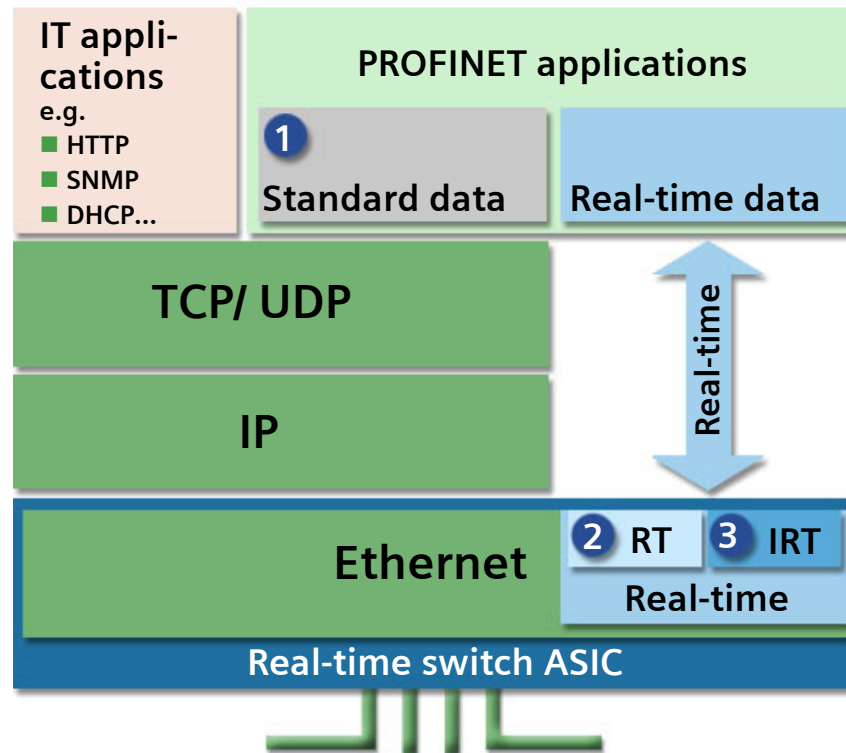 IT appli-
cations
e.g.
HTTP
SNMP
DHCP...
PROFINET applications
1
Standard data
Real-time data
TCP/ UDP
Real-time
IP
Ethernet
2 RT
3 IRT
Real-time
Real-time switch ASIC